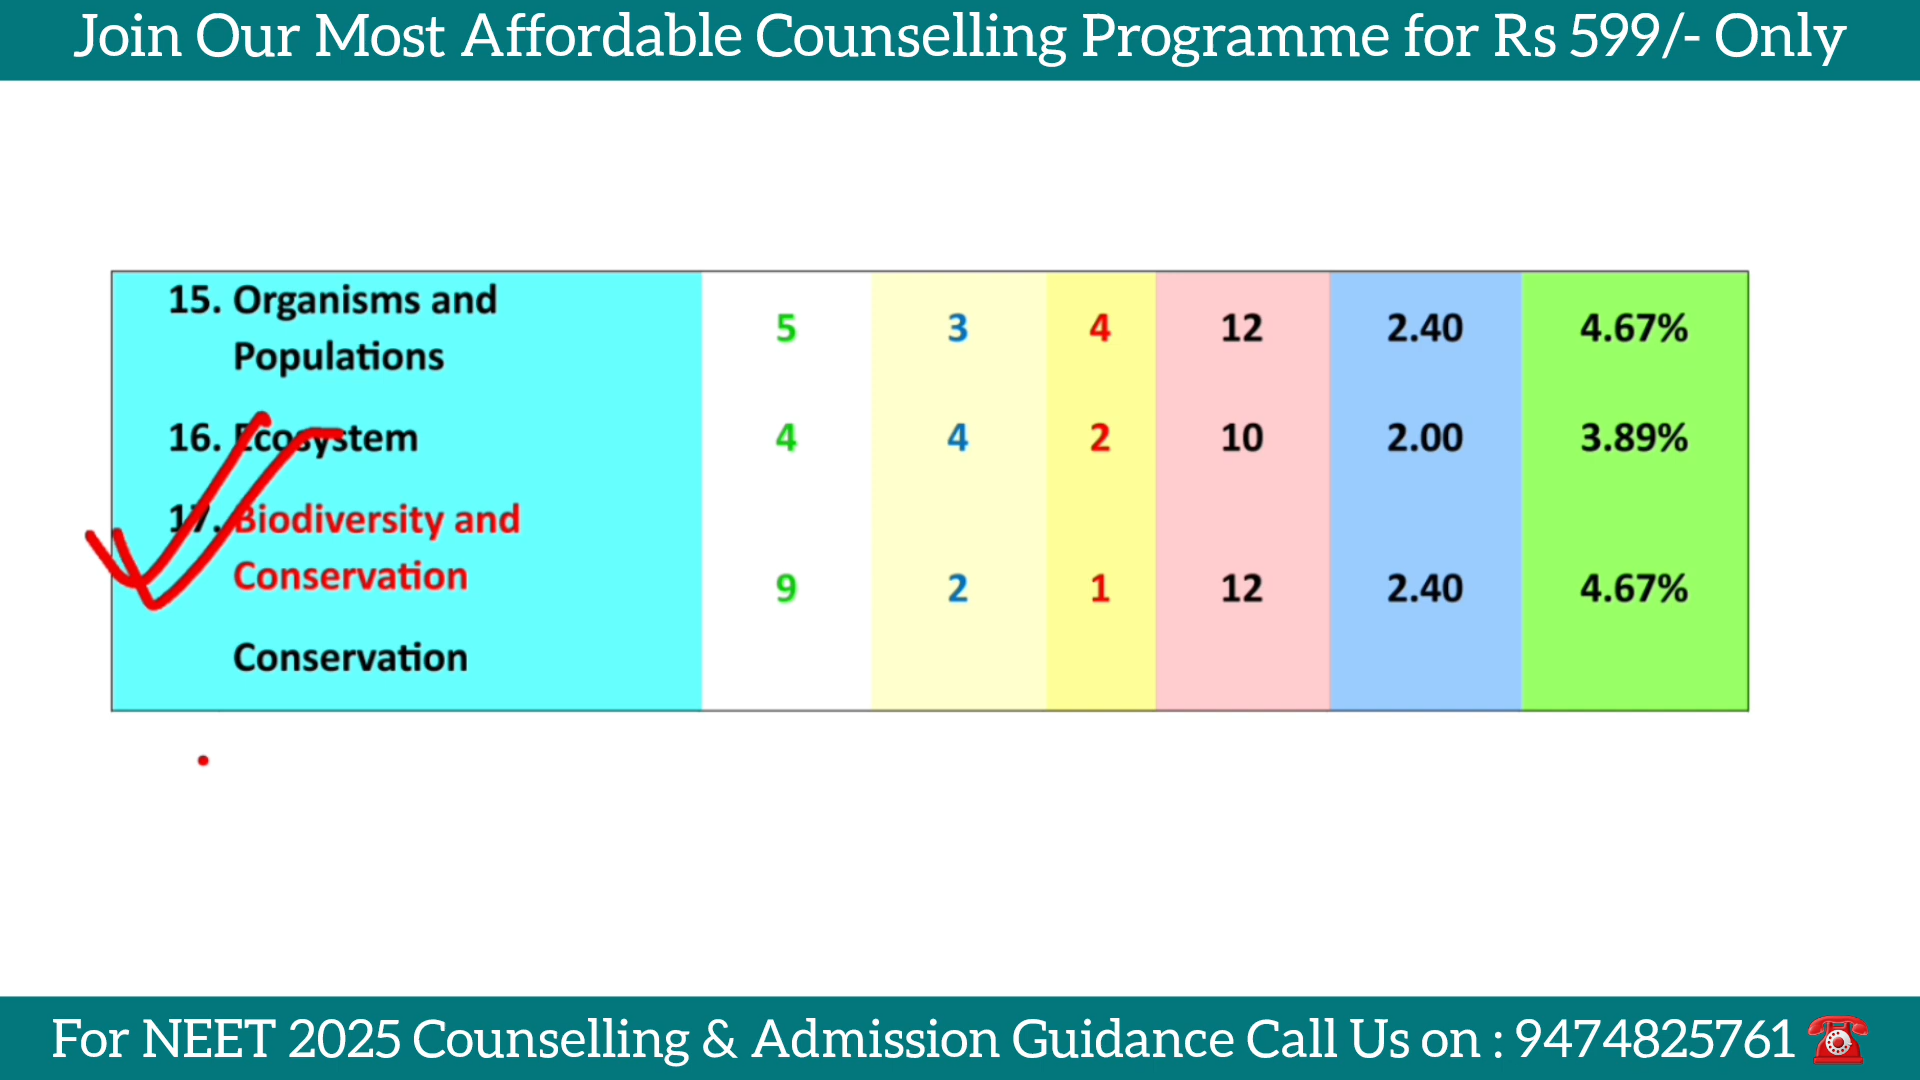 Join Our Most Affordable Counselling Programme for Rs 599/- Only
15. Organisms and
Populations
5 3 4 12 2.40 4.67%
16. Ecosystem 4 4 2 10 2.00 3.89%
17. Biodiversity and
Conservation
9 2 1 12 2.40 4.67%
Conservation
For NEET 2025 Counselling & Admission Guidance Call Us on : 9474825761